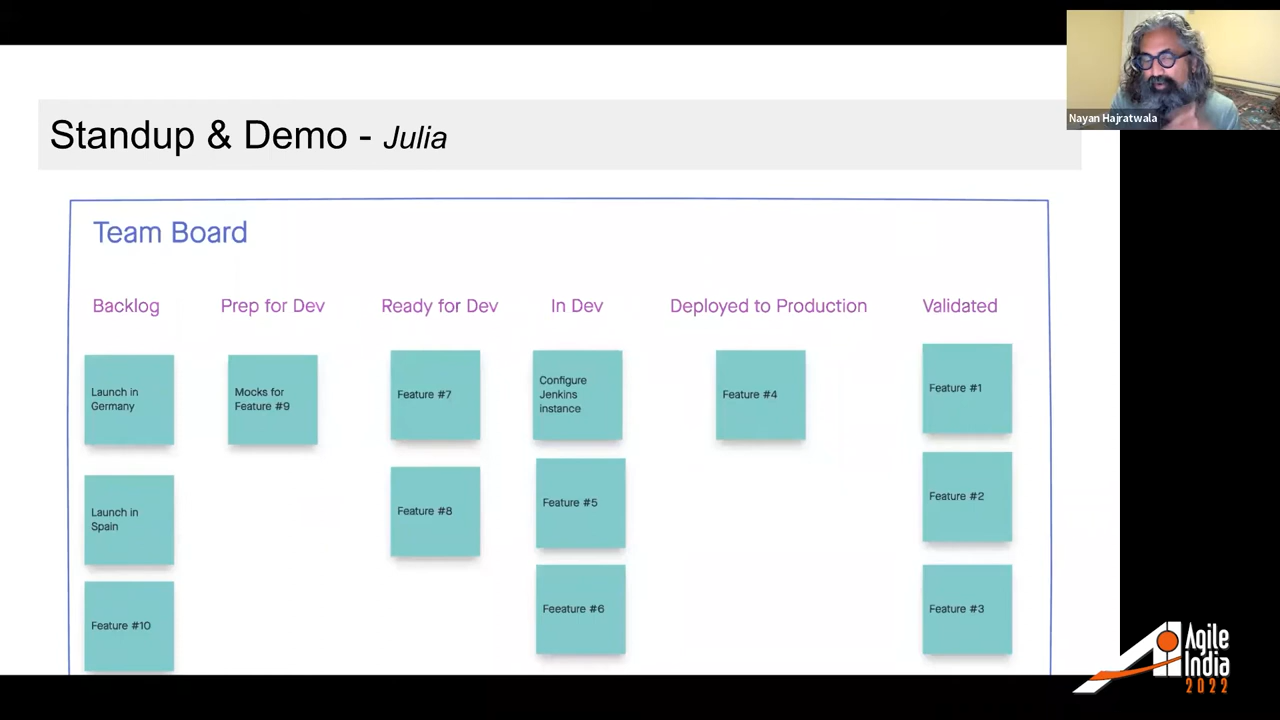 Standup & Demo - Julia
Nayan Hajratwala
Team Board
Backlog
Prep for Dev
Ready for Dev
In Dev
Deployed to Production
Validated
Launch in
Germany
Mocks for
Feature #9
Feature #7
Configure
Jenkins
instance
Feature #4
Feature #1
Launch in
Spain
Feature #8
Feature #5
Feature #2
Feature #10
Feeature #6
Feature #3
Agile
India
2022